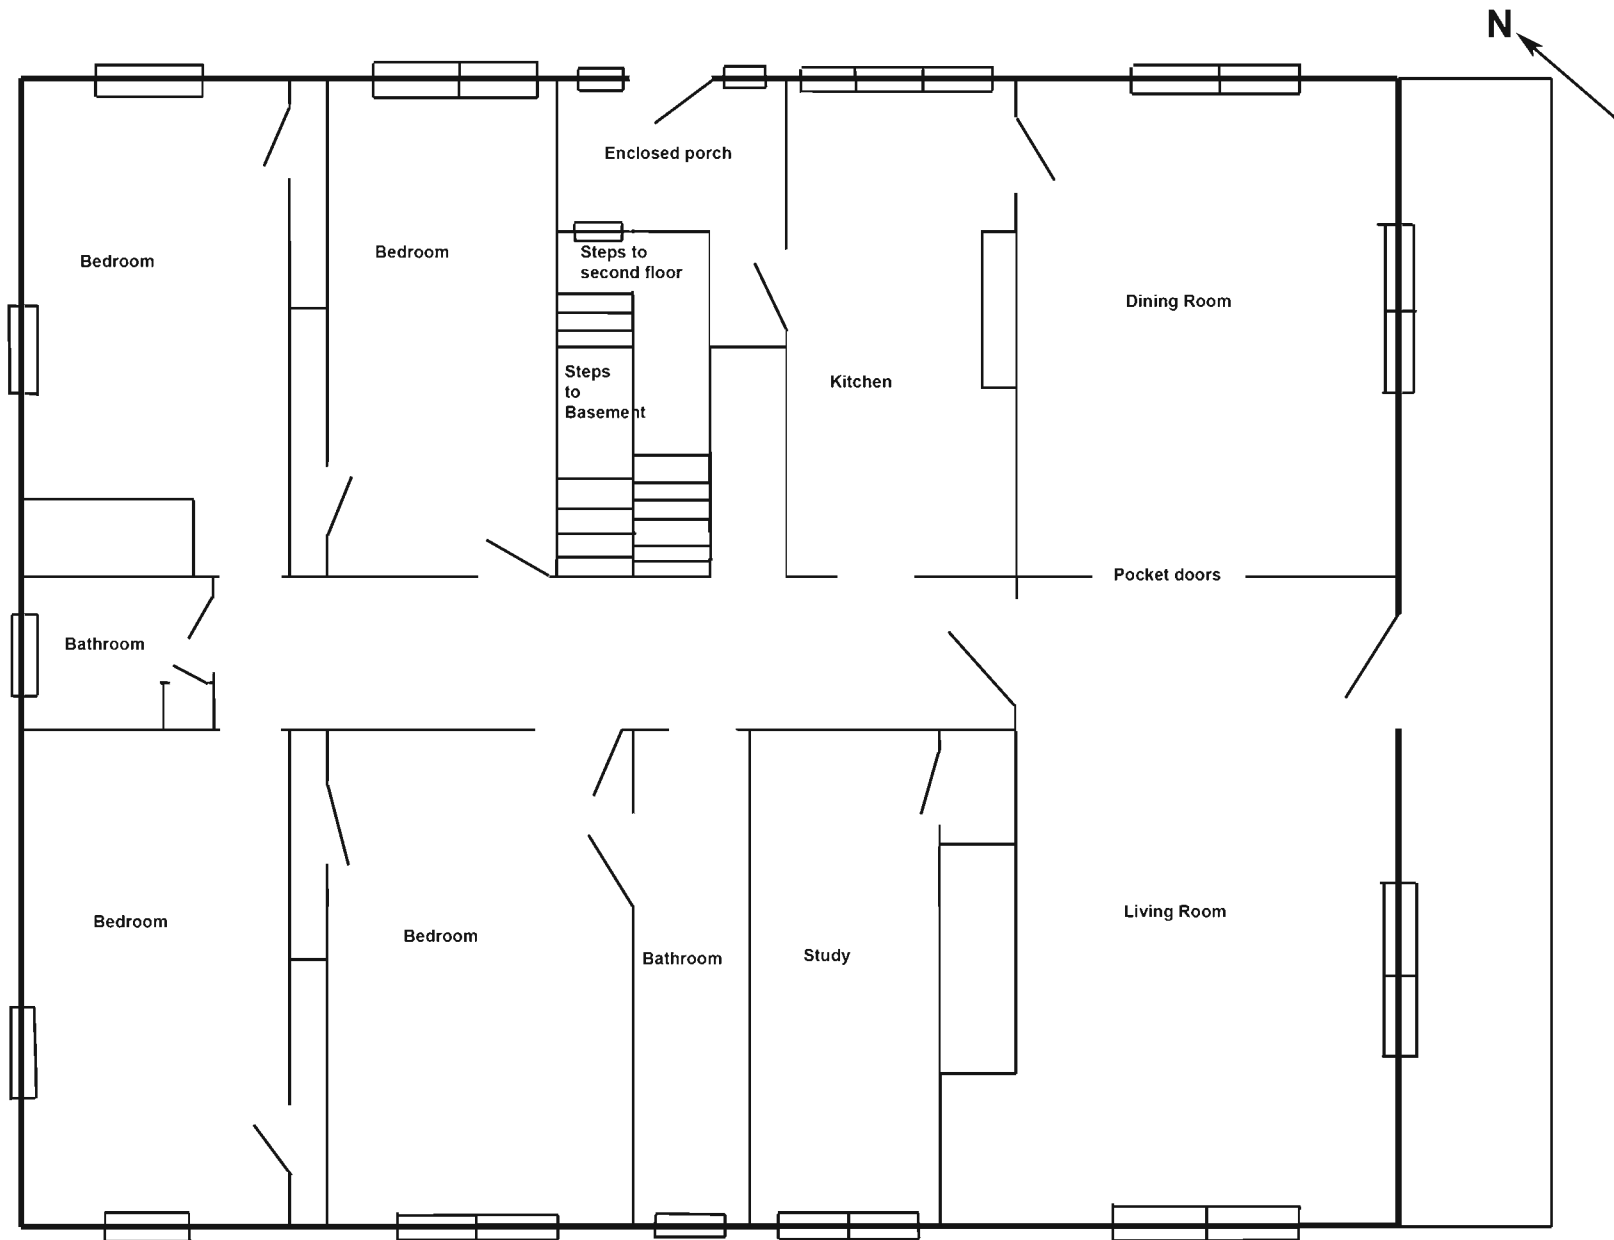 N
Enclosed porch
Bedroom
Bedroom
Steps to
second floor
Dining Room
Steps
to
Basement
Kitchen
Pocket doors
Bathroom
Bedroom
Bedroom
Bathroom
Study
Living Room